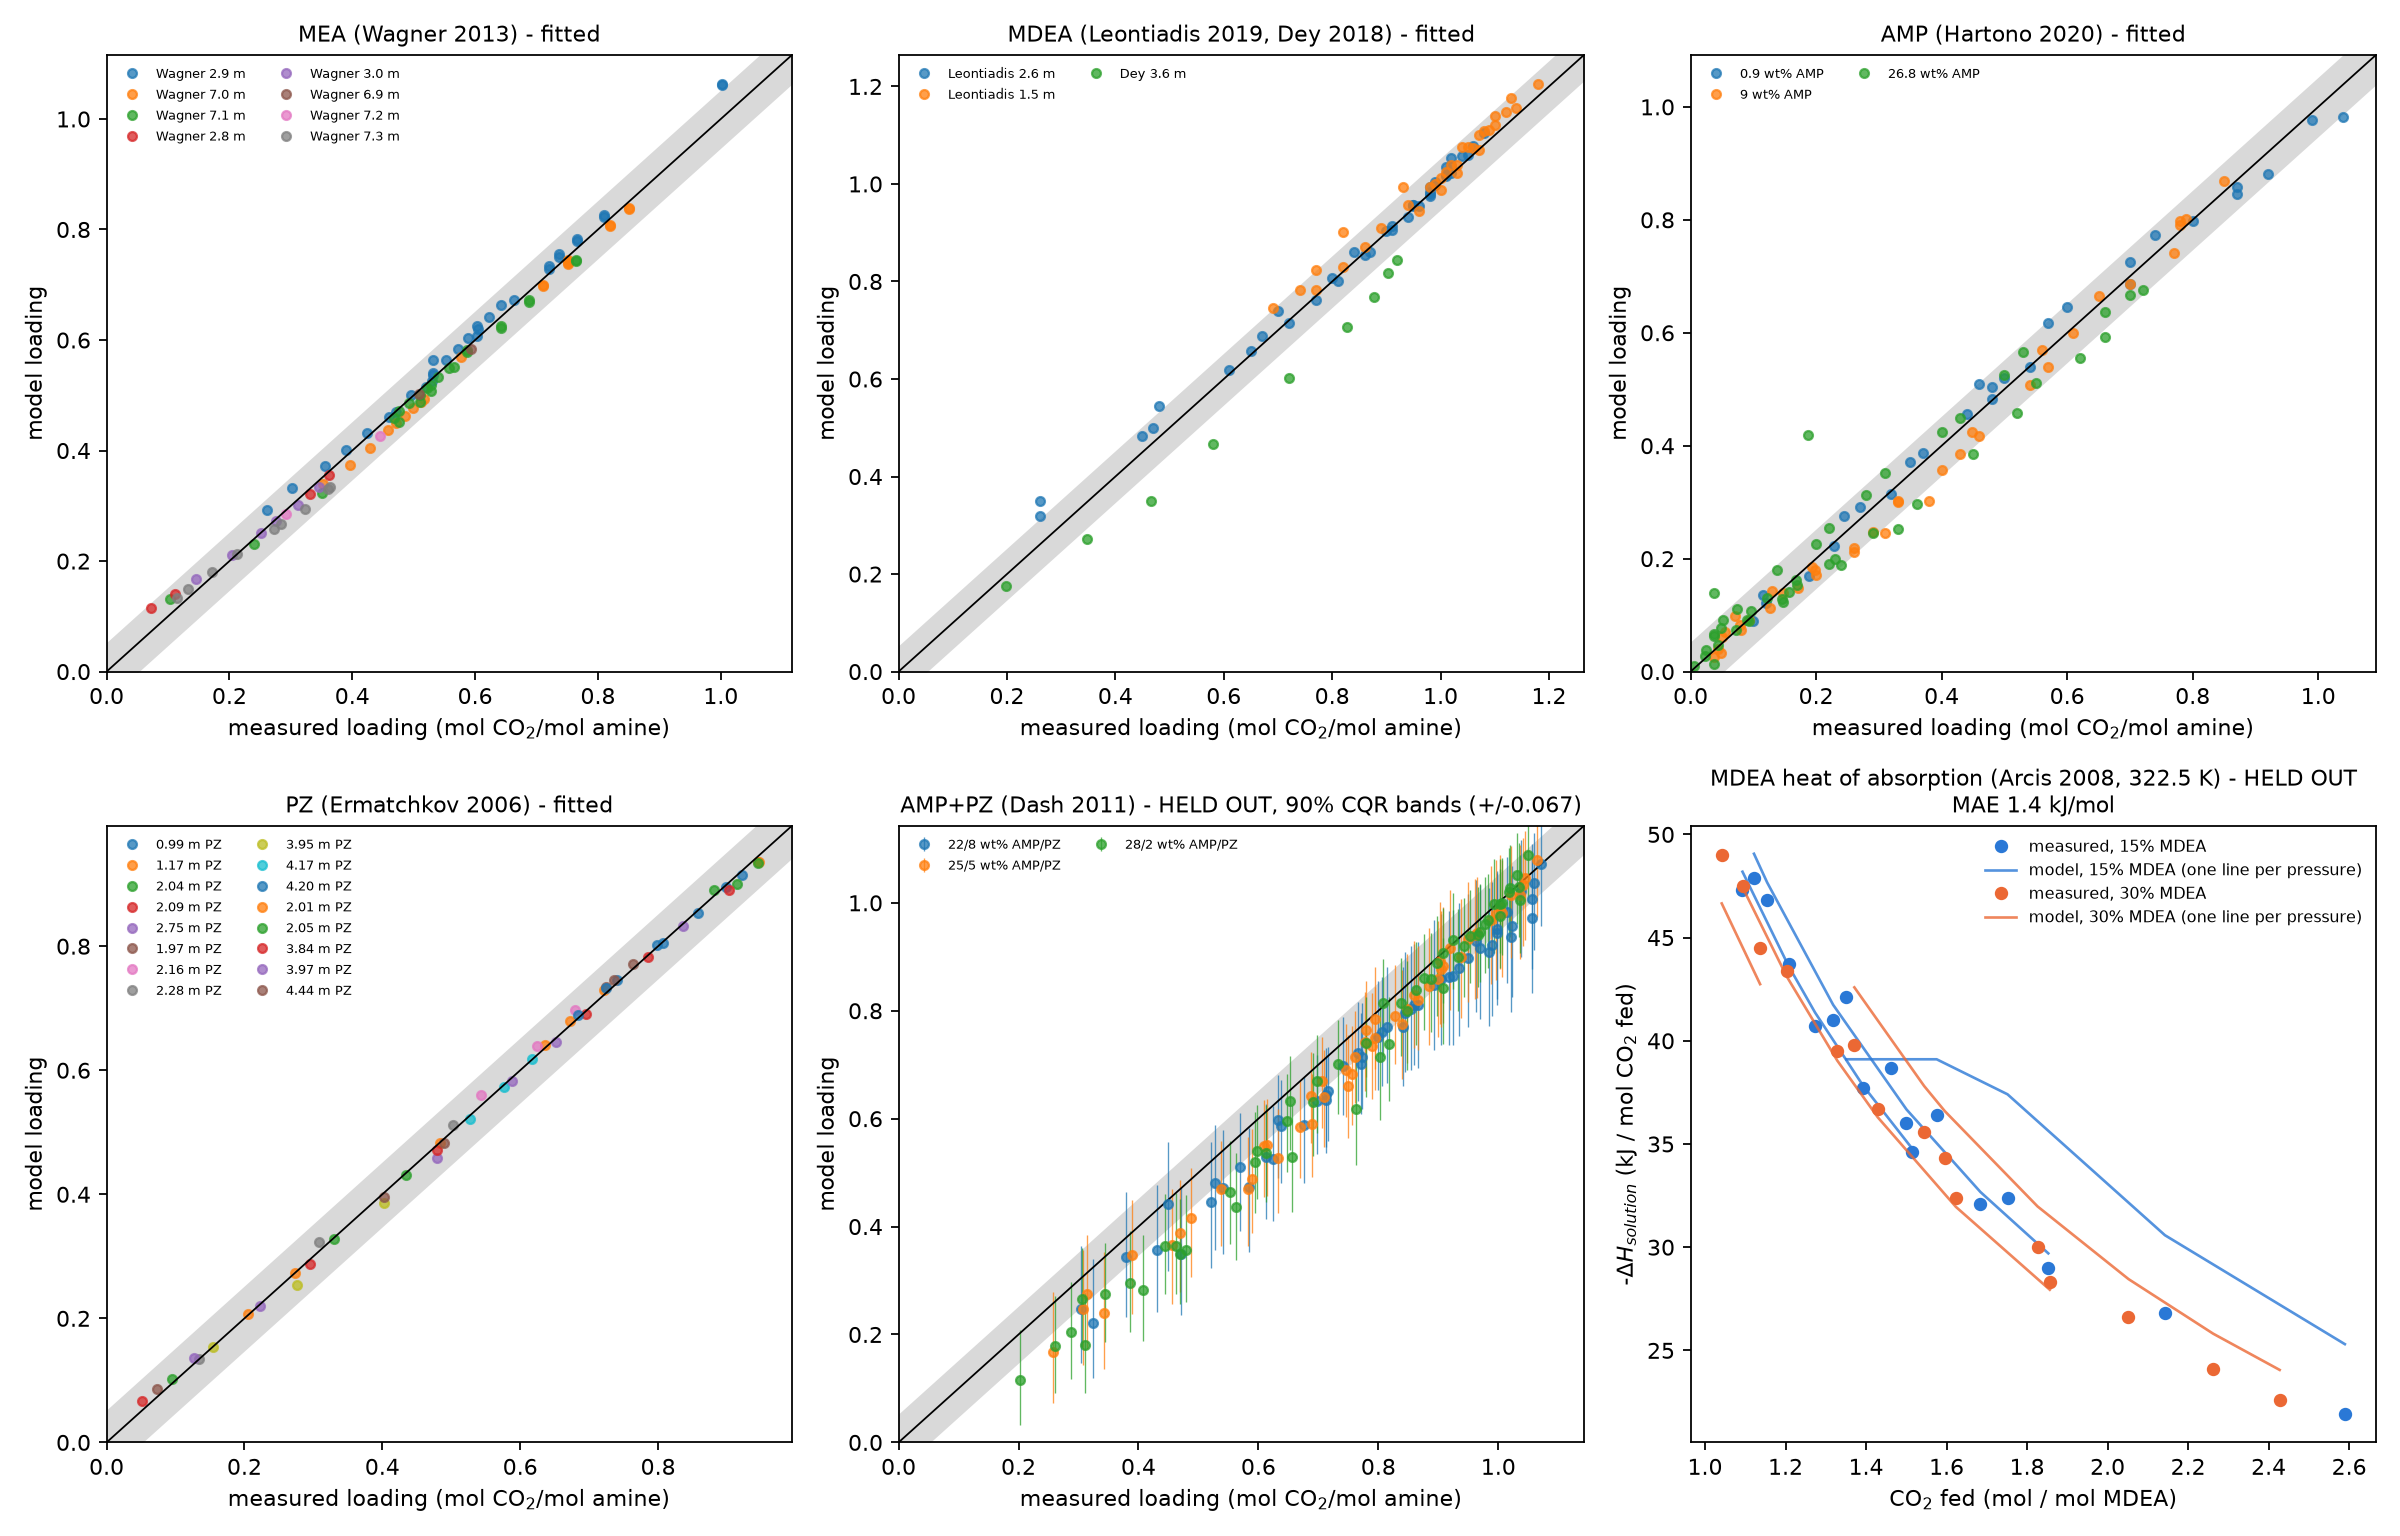 MEA (Wagner 2013) - fitted
Wagner 2.9 m
Wagner 7.0 m
Wagner 7.1 m
Wagner 2.8 m
Wagner 3.0 m
Wagner 6.9 m
Wagner 7.2 m
Wagner 7.3 m
1.0
0.8
0.6
0.4
0.2
0.0
model loading
0.0 0.2 0.4 0.6 0.8 1.0
measured loading (mol CO₂/mol amine)
MDEA (Leontiadis 2019, Dey 2018) - fitted
Leontiadis 2.6 m
Leontiadis 1.5 m
Dey 3.6 m
1.2
1.0
0.8
0.6
0.4
0.2
0.0
model loading
0.0 0.2 0.4 0.6 0.8 1.0 1.2
measured loading (mol CO₂/mol amine)
AMP (Hartono 2020) - fitted
0.9 wt% AMP
9 wt% AMP
26.8 wt% AMP
1.0
0.8
0.6
0.4
0.2
0.0
model loading
0.0 0.2 0.4 0.6 0.8 1.0
measured loading (mol CO₂/mol amine)
PZ (Ermatchkov 2006) - fitted
0.99 m PZ
1.17 m PZ
2.04 m PZ
2.09 m PZ
2.75 m PZ
1.97 m PZ
2.16 m PZ
2.28 m PZ
3.95 m PZ
4.17 m PZ
4.20 m PZ
2.01 m PZ
2.05 m PZ
3.84 m PZ
3.97 m PZ
4.44 m PZ
0.8
0.6
0.4
0.2
0.0
model loading
0.0 0.2 0.4 0.6 0.8
measured loading (mol CO₂/mol amine)
AMP+PZ (Dash 2011) - HELD OUT, 90% CQR bands (+/-0.067)
22/8 wt% AMP/PZ
25/5 wt% AMP/PZ
28/2 wt% AMP/PZ
1.0
0.8
0.6
0.4
0.2
0.0
model loading
0.0 0.2 0.4 0.6 0.8 1.0
measured loading (mol CO₂/mol amine)
MDEA heat of absorption (Arcis 2008, 322.5 K) - HELD OUT
MAE 1.4 kJ/mol
measured, 15% MDEA
model, 15% MDEA (one line per pressure)
measured, 30% MDEA
model, 30% MDEA (one line per pressure)
50
45
40
35
30
25
-ΔH_solution (kJ / mol CO₂ fed)
1.0 1.2 1.4 1.6 1.8 2.0 2.2 2.4 2.6
CO₂ fed (mol / mol MDEA)